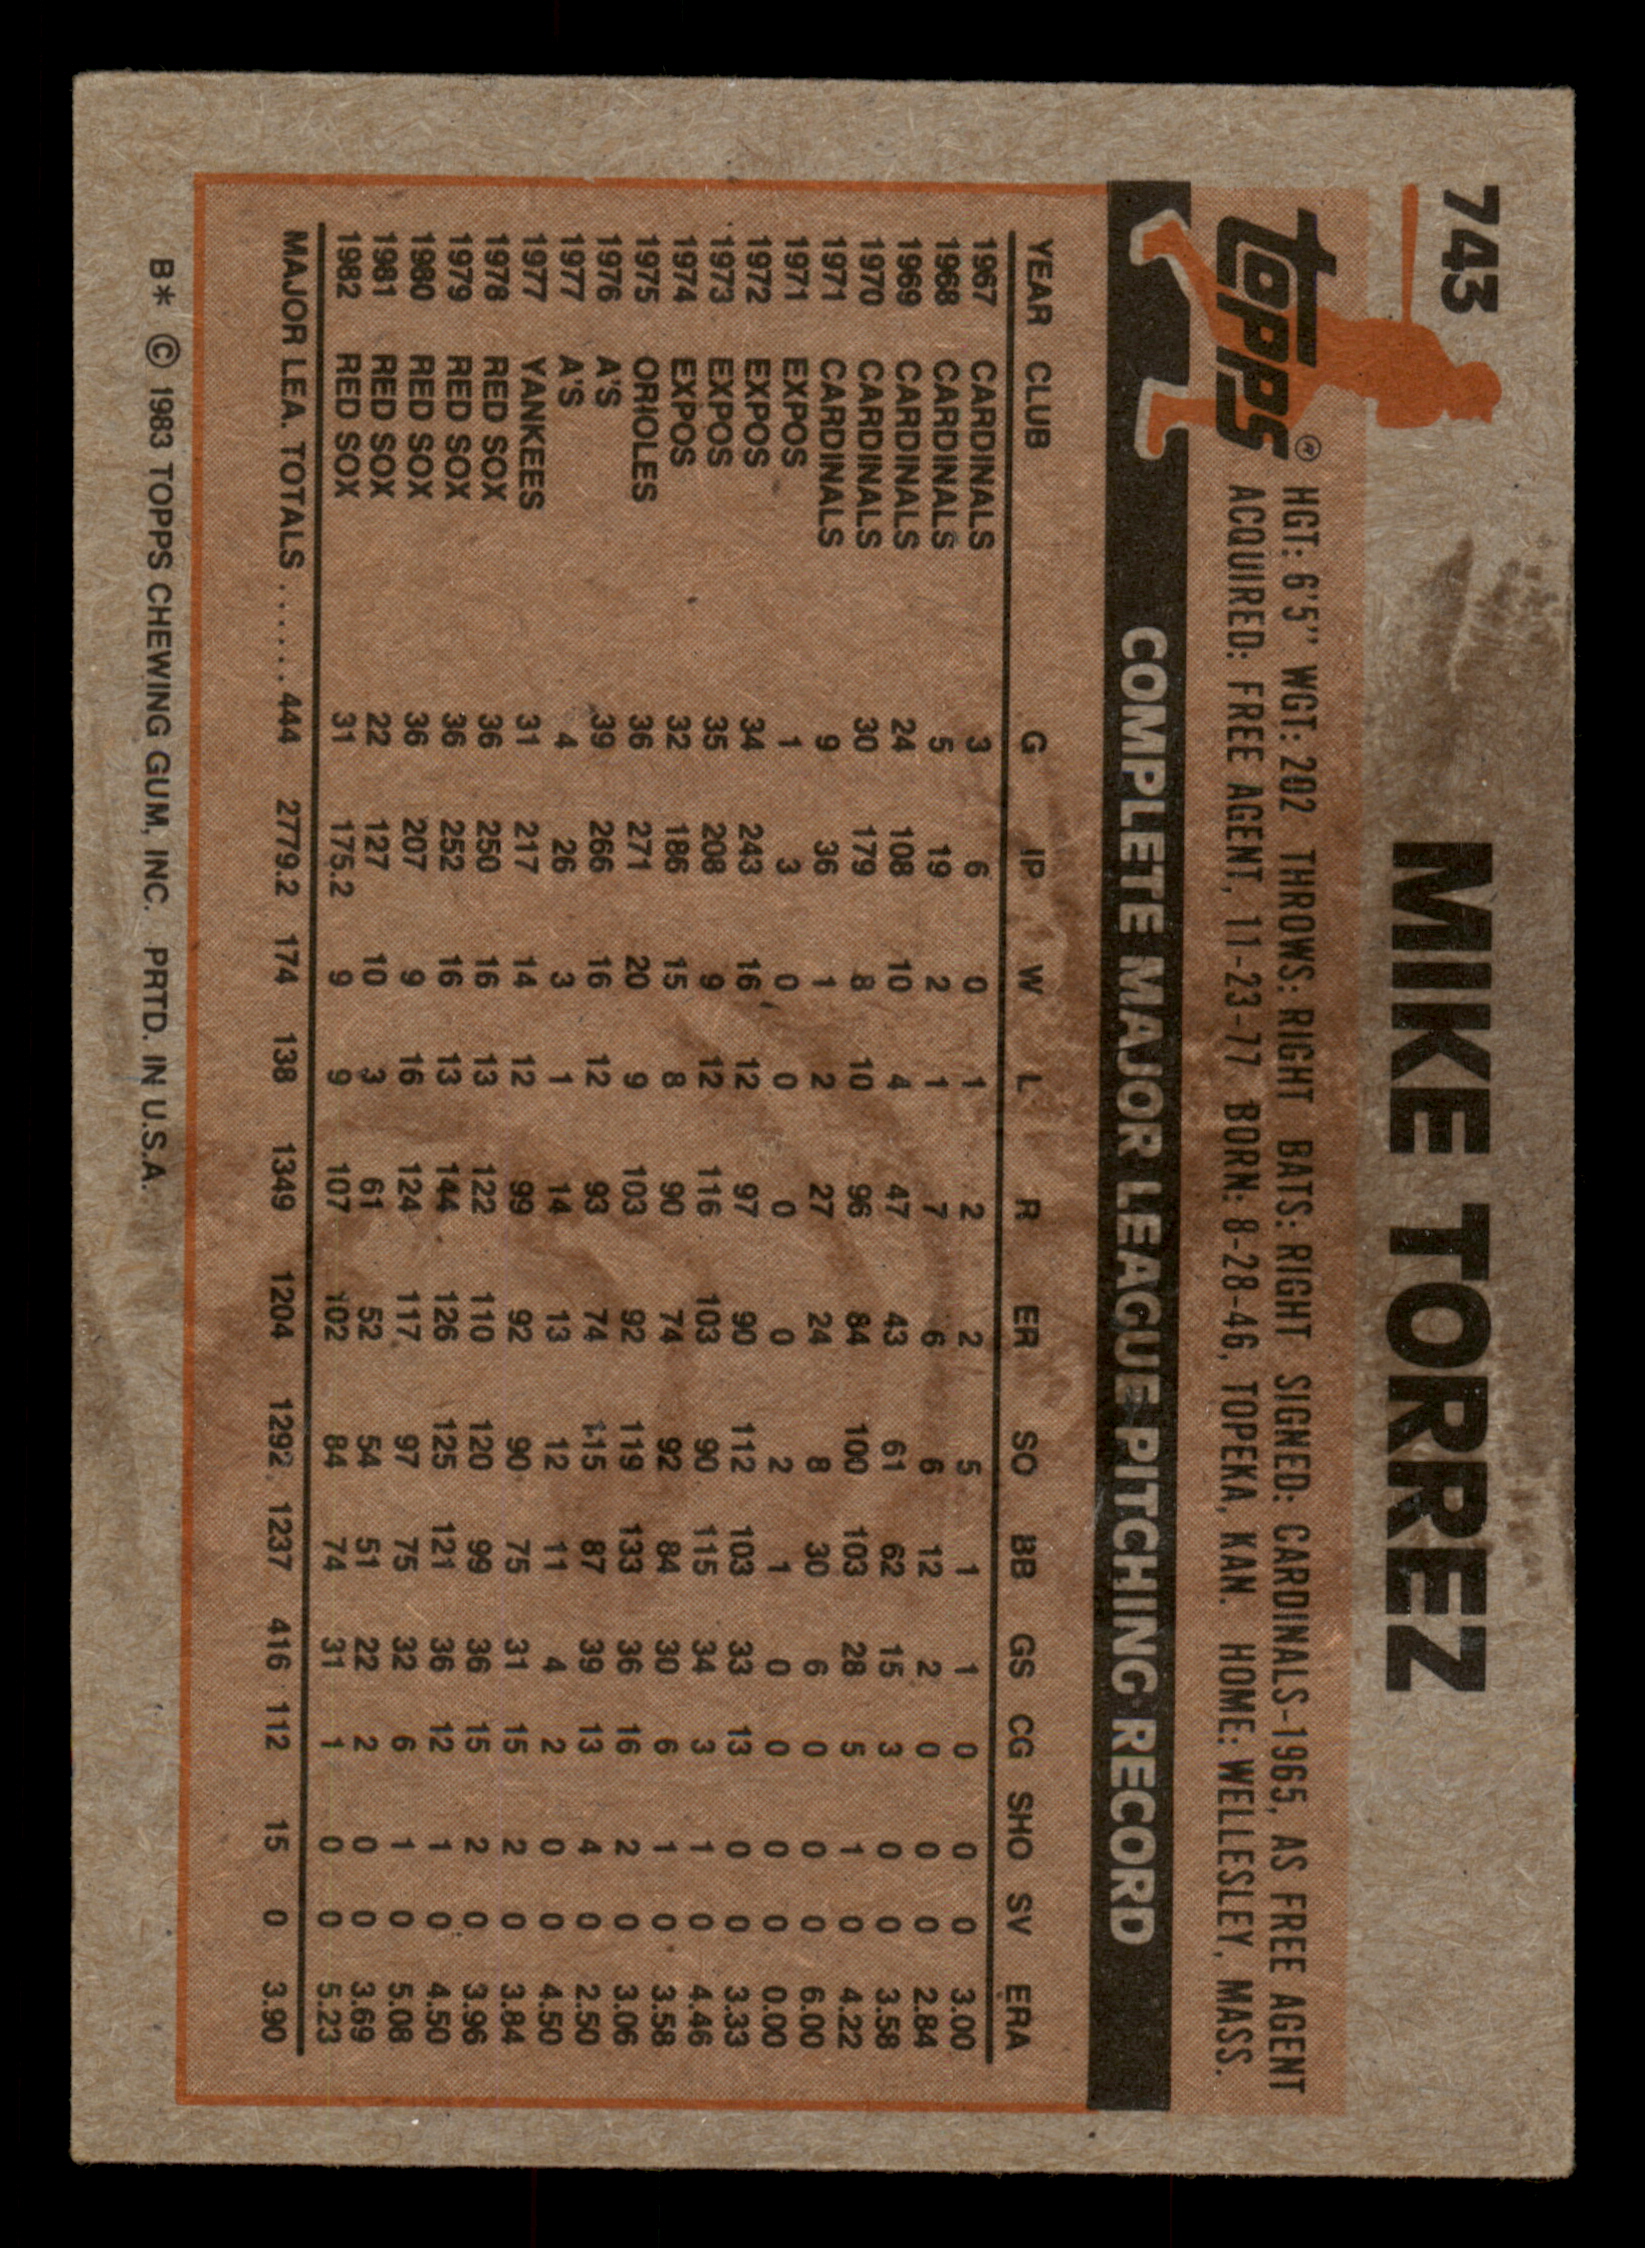 743
MIKE TORREZ
topps®
HGT: 6'5" WGT: 202 THROWS: RIGHT BATS: RIGHT SIGNED: CARDINALS-1965, AS FREE AGENT
ACQUIRED: FREE AGENT, 11-23-77 BORN: 8-28-46, TOPEKA, KAN. HOME: WELLESLEY, MASS.
COMPLETE MAJOR LEAGUE PITCHING RECORD
YEAR CLUB G IP W L R ER SO BB GS CG SHO SV ERA
1967 CARDINALS 3 6 0 1 2 2 5 1 1 0 0 0 3.00
1968 CARDINALS 5 19 2 1 7 6 6 12 2 0 0 0 2.84
1969 CARDINALS 24 108 10 4 47 43 61 62 15 3 0 0 3.58
1970 CARDINALS 30 179 8 10 96 84 100 103 28 5 1 0 4.22
1971 CARDINALS 9 36 1 2 27 24 8 30 6 0 0 0 6.00
1971 EXPOS 1 3 0 0 0 0 2 1 0 0 0 0 0.00
1972 EXPOS 34 243 16 12 97 90 112 103 33 13 0 0 3.33
1973 EXPOS 35 208 9 12 116 103 90 115 34 3 1 0 4.46
1974 EXPOS 32 186 15 8 90 74 92 84 30 6 1 0 3.58
1975 ORIOLES 36 271 20 9 103 92 119 133 36 16 2 0 3.06
1976 A'S 39 266 16 12 93 74 115 87 39 13 4 0 2.50
1977 A'S 4 26 3 1 14 13 12 11 4 2 0 0 4.50
1977 YANKEES 31 217 14 12 99 92 90 75 31 15 2 0 3.84
1978 RED SOX 36 250 16 13 122 110 120 99 36 15 2 0 3.96
1979 RED SOX 36 252 16 13 144 126 125 121 36 12 1 0 4.50
1980 RED SOX 36 207 9 16 124 117 97 75 32 6 1 0 5.08
1981 RED SOX 22 127 10 3 61 52 54 51 22 2 0 0 3.69
1982 RED SOX 31 175.2 9 9 107 102 84 74 31 1 0 0 5.23
MAJOR LEA. TOTALS ....... 444 2779.2 174 138 1349 1204 1292 1237 416 112 15 0 3.90
B* © 1983 TOPPS CHEWING GUM, INC. PRTD. IN U.S.A.